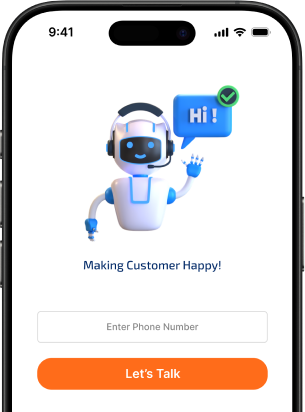 9:41
Hi !
Making Customer Happy!
Enter Phone Number
Let's Talk